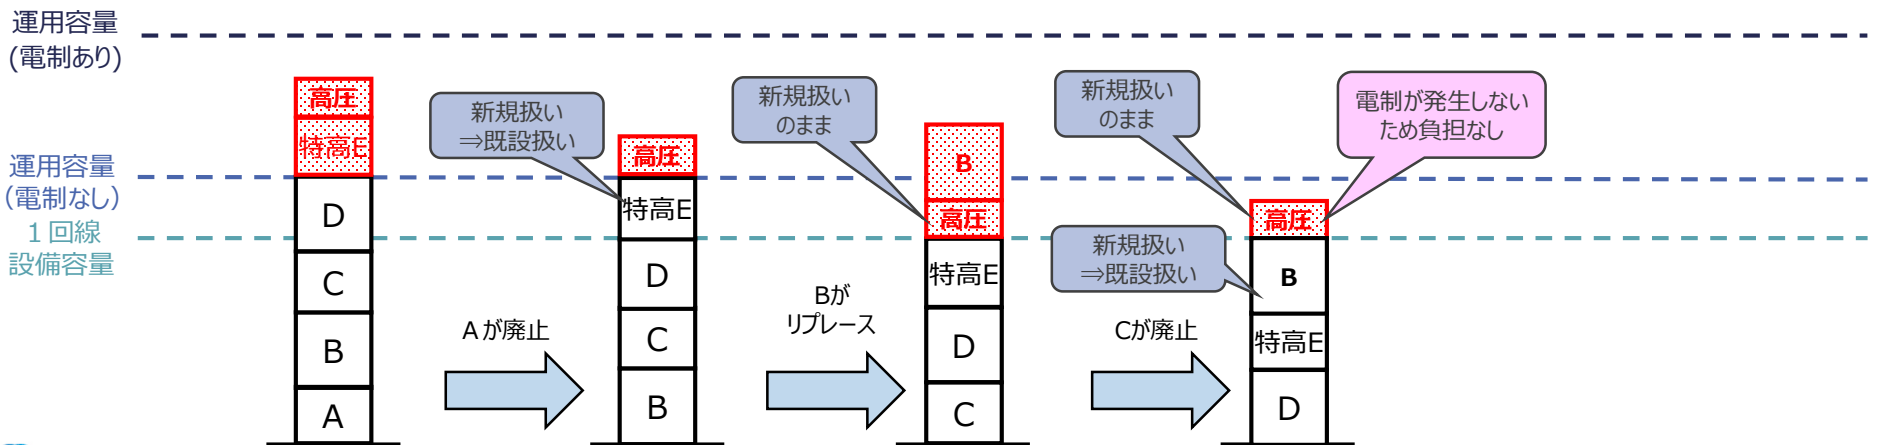 運用容量
(電制あり)
運用容量
(電制なし)
1回線
設備容量
高圧
特高E
D
C
B
A
Aが廃止
新規扱い
⇒既設扱い
高圧
特高E
D
C
B
Bが
リプレース
新規扱い
のまま
B
高圧
特高E
D
C
Cが廃止
新規扱い
のまま
新規扱い
⇒既設扱い
電制が発生しない
ため負担なし
高圧
B
特高E
D